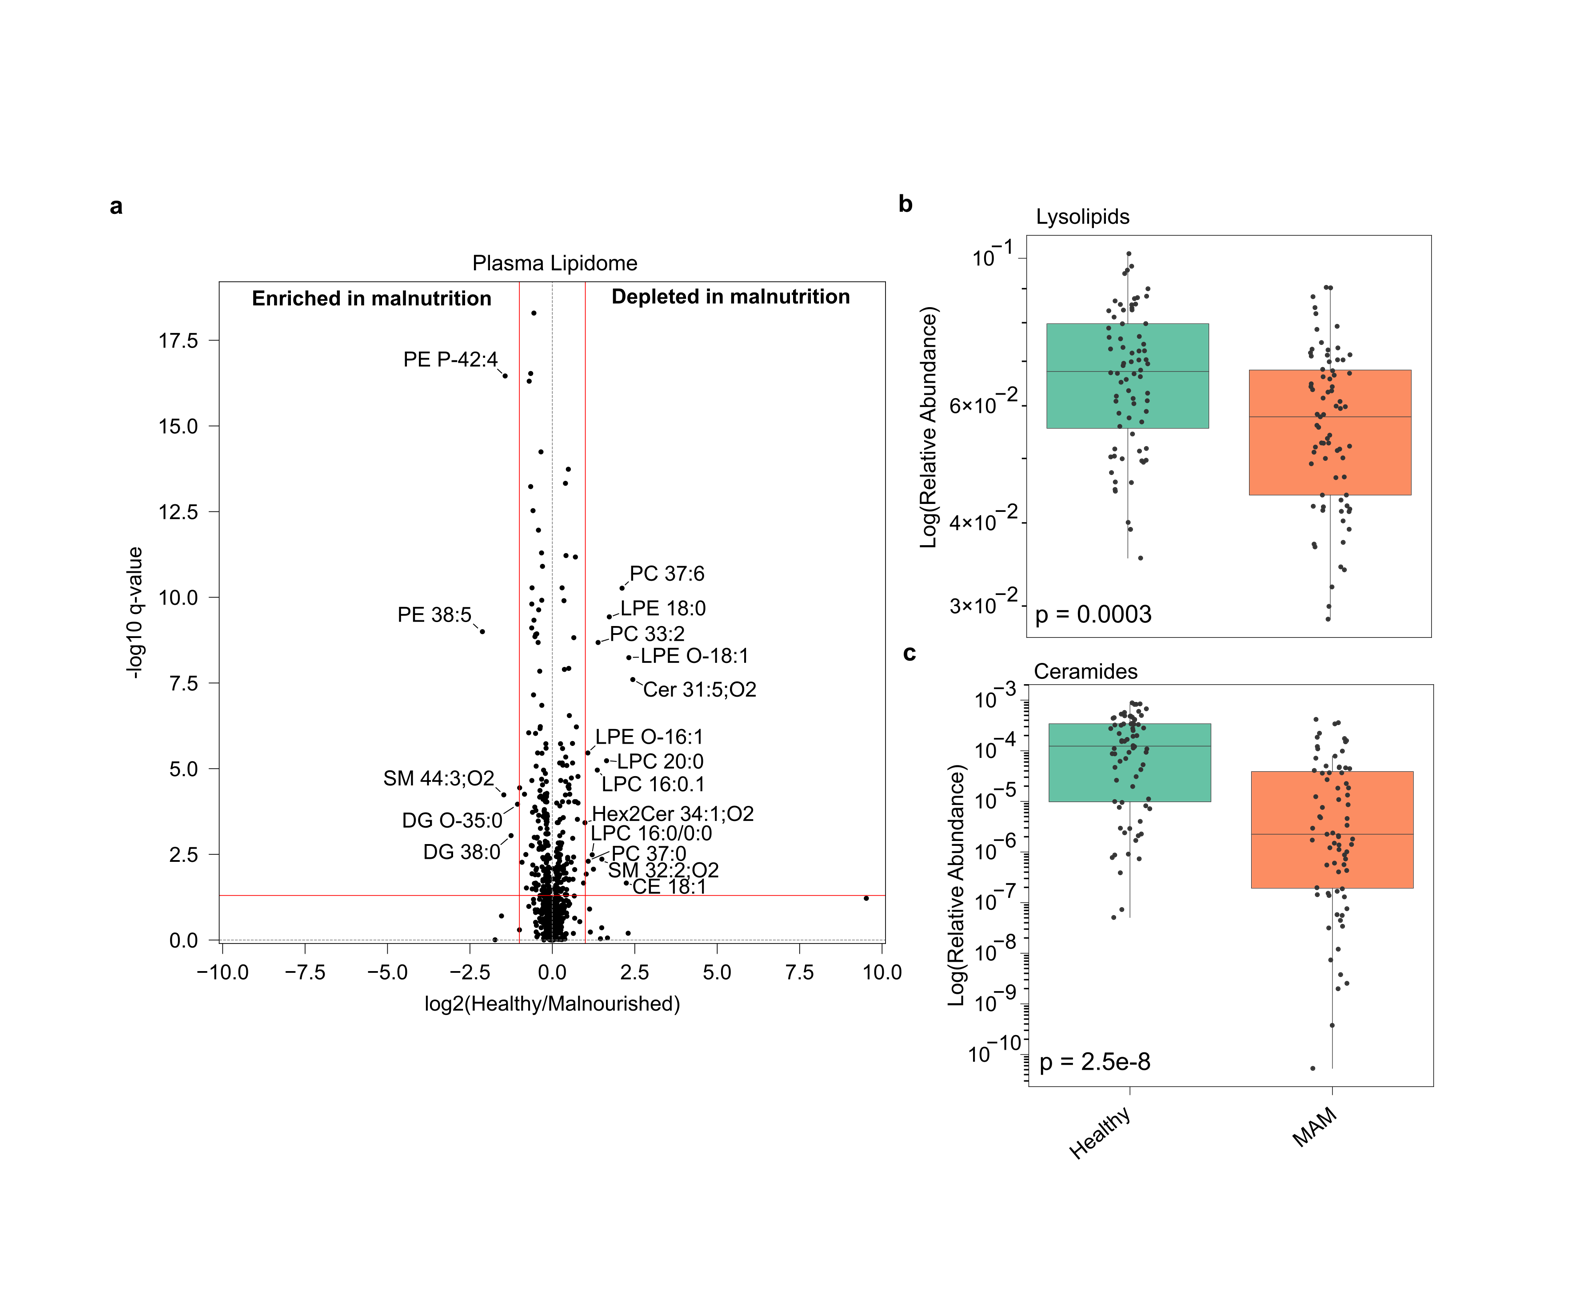 a
Plasma Lipidome
Enriched in malnutrition
Depleted in malnutrition
17.5
15.0
12.5
10.0
7.5
5.0
2.5
0.0
-log10 q-value
PE P-42:4
PE 38:5
SM 44:3;O2
DG O-35:0
DG 38:0
PC 37:6
LPE 18:0
PC 33:2
LPE O-18:1
Cer 31:5;O2
LPE O-16:1
LPC 20:0
LPC 16:0.1
Hex2Cer 34:1;O2
LPC 16:0/0:0
PC 37:0
SM 32:2;O2
CE 18:1
−10.0 −7.5 −5.0 −2.5 0.0 2.5 5.0 7.5 10.0
log2(Healthy/Malnourished)
b
Lysolipids
10−1
6×10−2
4×10−2
3×10−2
Log(Relative Abundance)
p = 0.0003
c
Ceramides
10−3
10−4
10−5
10−6
10−7
10−8
10−9
10−10
Log(Relative Abundance)
p = 2.5e-8
Healthy
MAM